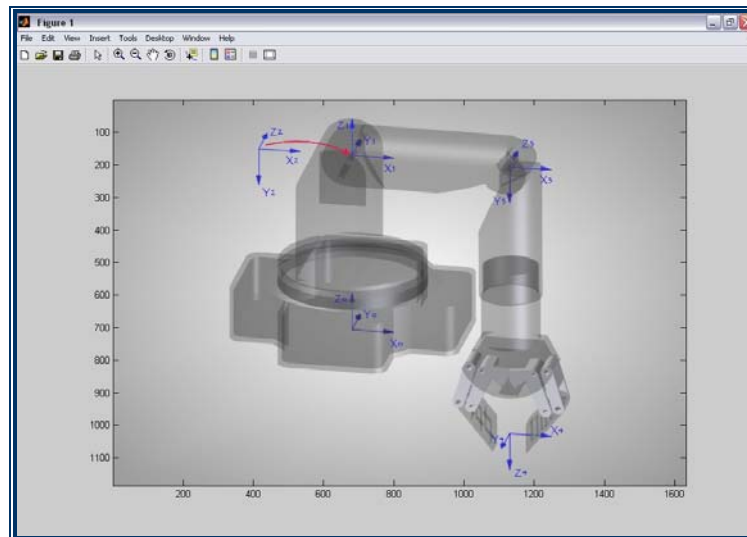 Figure 1
File Edit View Insert Tools Desktop Window Help
100
200
300
400
500
600
700
800
900
1000
1100
200 400 600 800 1000 1200 1400 1600
Z1
Y1
X1
Z2
X2
Y2
Z3
X3
Y3
Z0
Y0
X0
Y4
X4
Z4